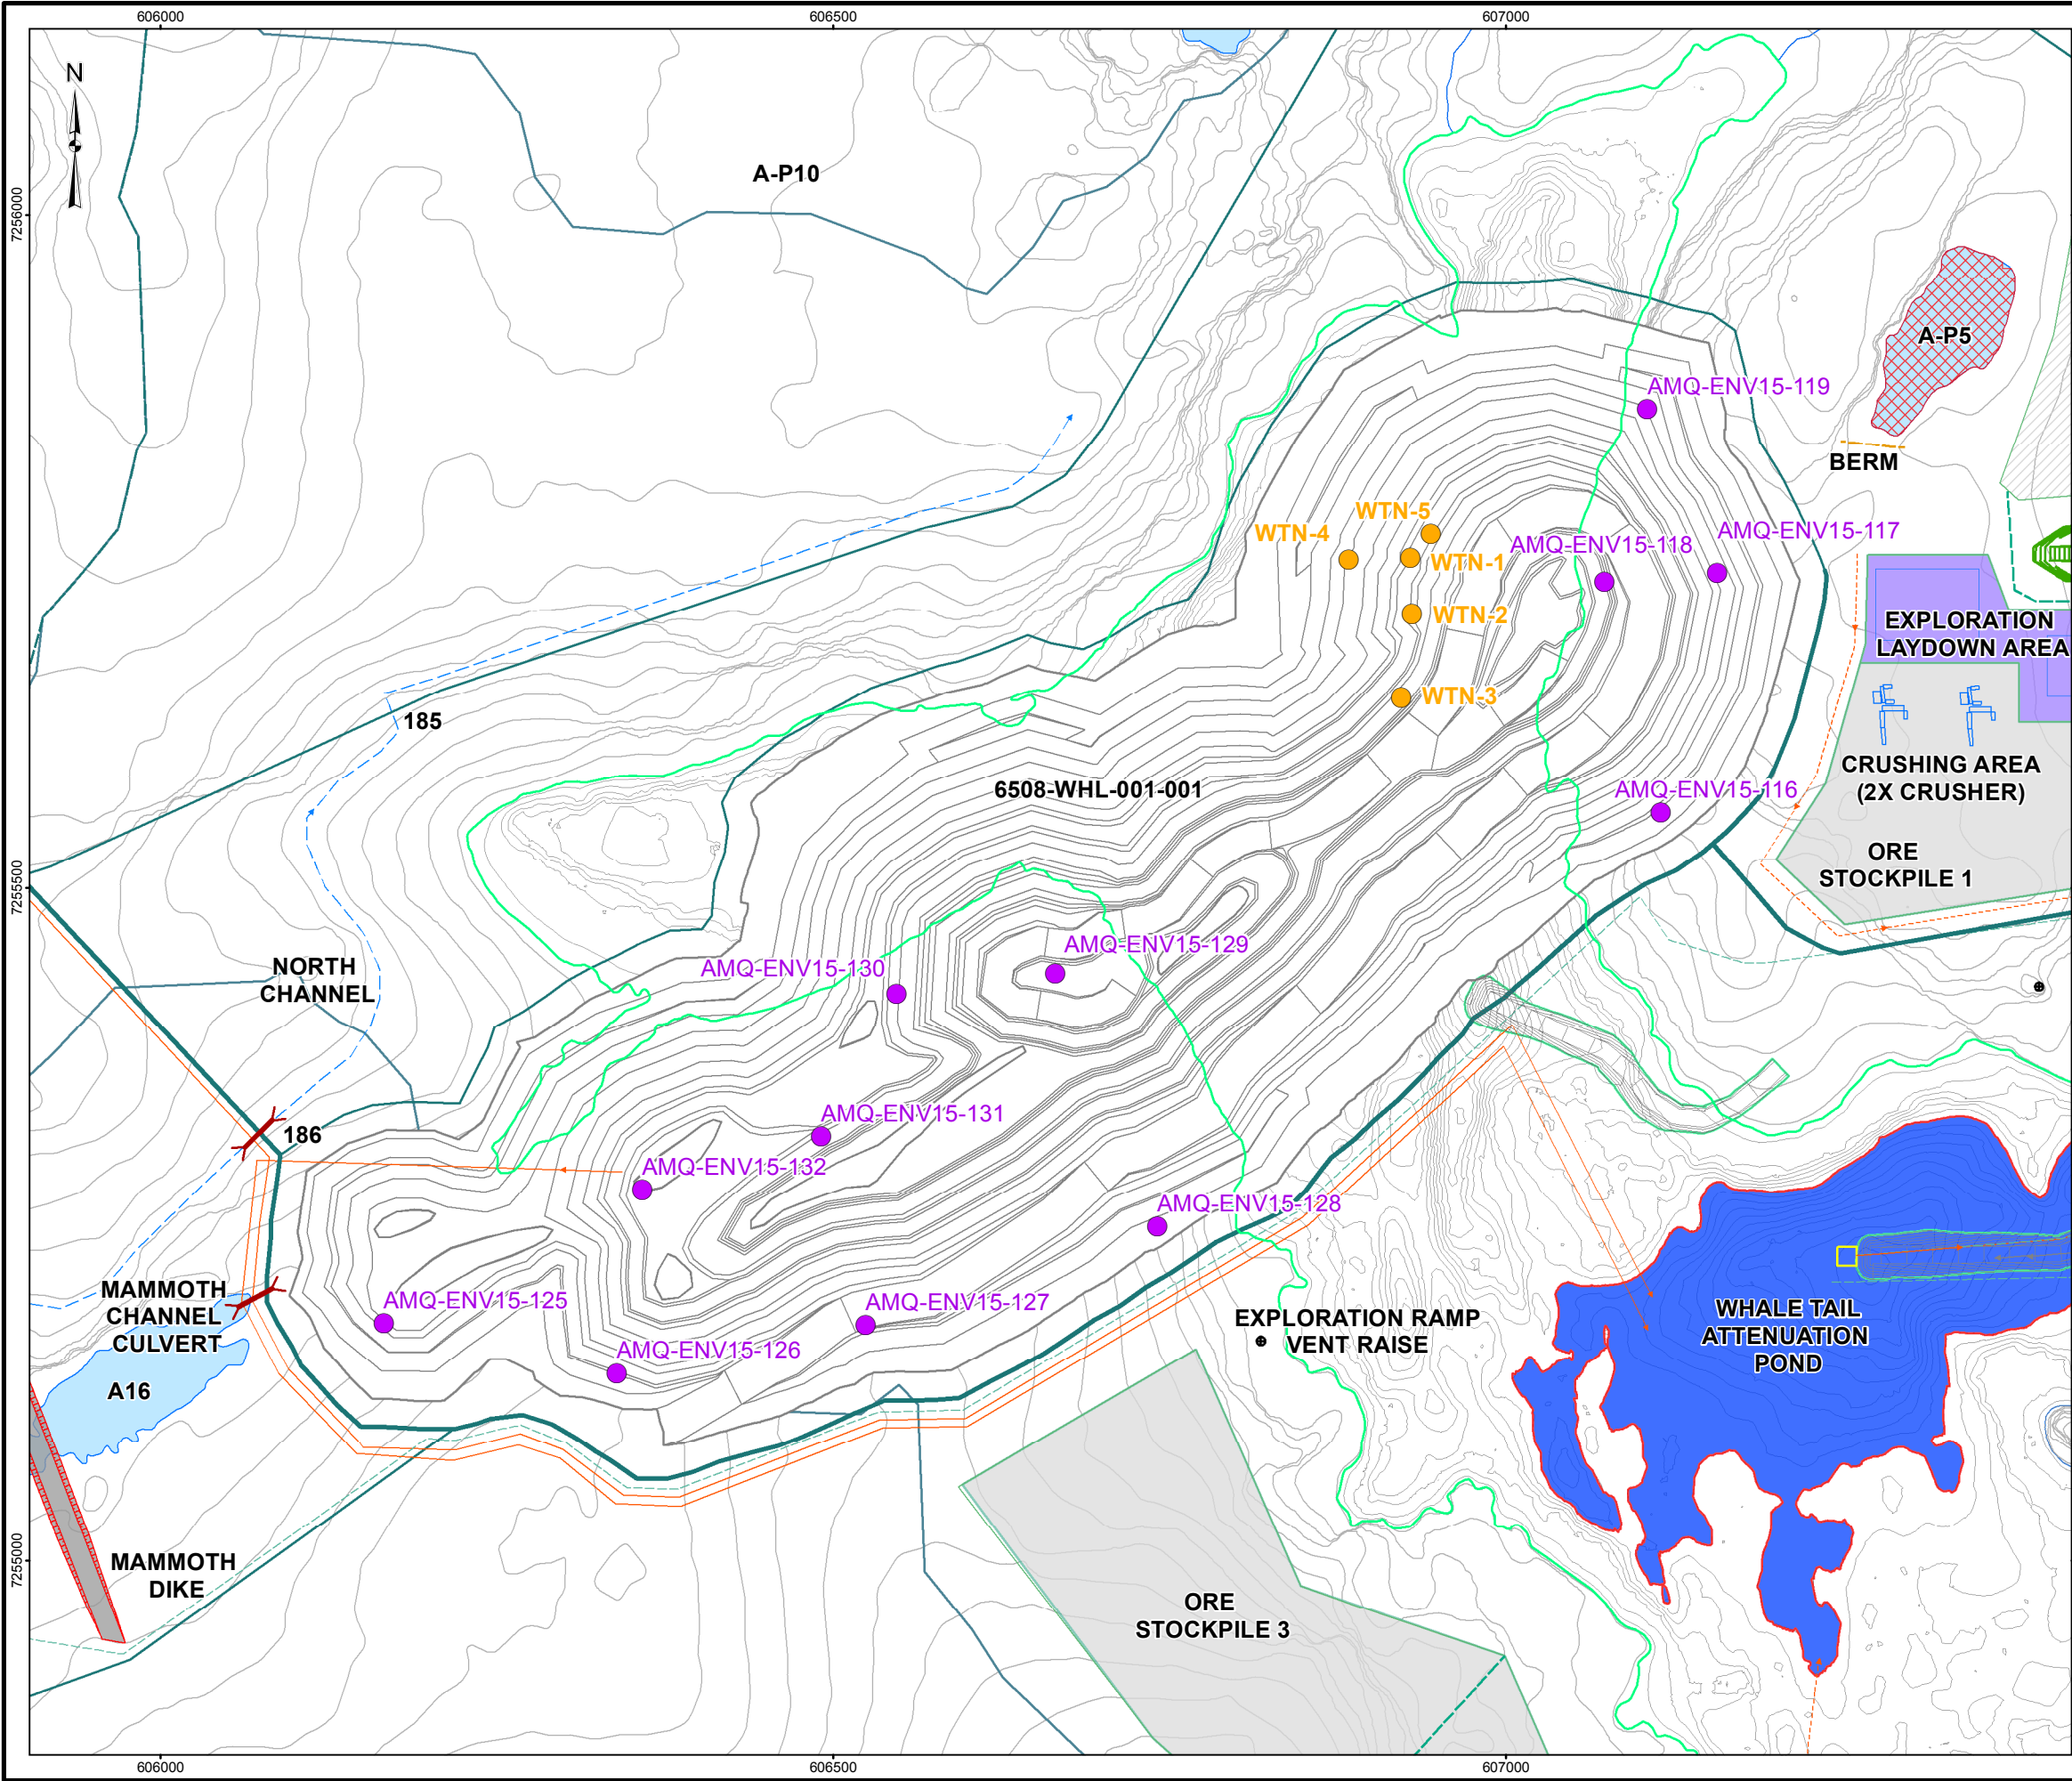 606000
606500
607000
N
7256000
A-P10
A-P5
AMQ-ENV15-119
BERM
WTN-5
WTN-4
AMQ-ENV15-117
AMQ-ENV15-118
WTN-1
WTN-2
EXPLORATION
LAYDOWN AREA
WTN-3
185
CRUSHING AREA
(2X CRUSHER)
6508-WHL-001-001
AMQ-ENV15-116
ORE
STOCKPILE 1
7255500
AMQ-ENV15-129
NORTH
CHANNEL
AMQ-ENV15-130
AMQ-ENV15-131
186
AMQ-ENV15-132
AMQ-ENV15-128
MAMMOTH
CHANNEL
CULVERT
AMQ-ENV15-125
AMQ-ENV15-127
EXPLORATION RAMP
VENT RAISE
WHALE TAIL
ATTENUATION
POND
AMQ-ENV15-126
A16
7255000
MAMMOTH
DIKE
ORE
STOCKPILE 3
606000
606500
607000